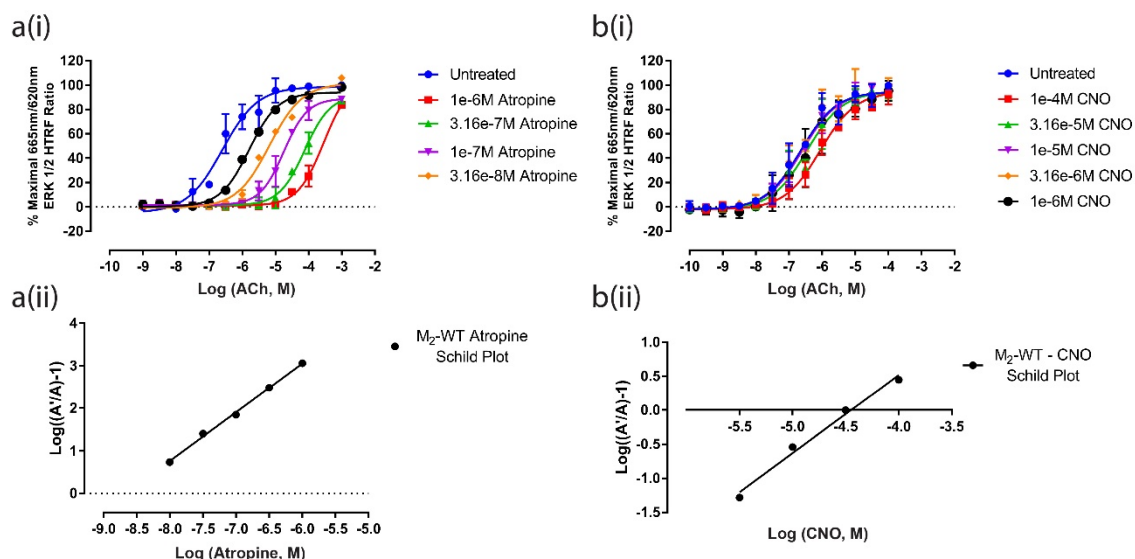 a(i)
% Maximal 665nm/620nm
ERK 1/2 HTRF Ratio
120
100
80
60
40
20
0
-20
-10 -9 -8 -7 -6 -5 -4 -3 -2
Log (ACh, M)
Untreated
1e-6M Atropine
3.16e-7M Atropine
1e-7M Atropine
3.16e-8M Atropine
b(i)
% Maximal 665nm/620nm
ERK 1/2 HTRF Ratio
120
100
80
60
40
20
0
-20
-10 -9 -8 -7 -6 -5 -4 -3 -2
Log (ACh, M)
Untreated
1e-4M CNO
3.16e-5M CNO
1e-5M CNO
3.16e-6M CNO
1e-6M CNO
a(ii)
Log((A'/A)-1)
4
3
2
1
0
-9.0 -8.5 -8.0 -7.5 -7.0 -6.5 -6.0 -5.5 -5.0
Log (Atropine, M)
M2-WT Atropine
Schild Plot
b(ii)
Log((A'/A)-1)
1.0
0.5
0.0
-0.5
-1.0
-1.5
-5.5 -5.0 -4.5 -4.0 -3.5
Log (CNO, M)
M2-WT - CNO
Schild Plot